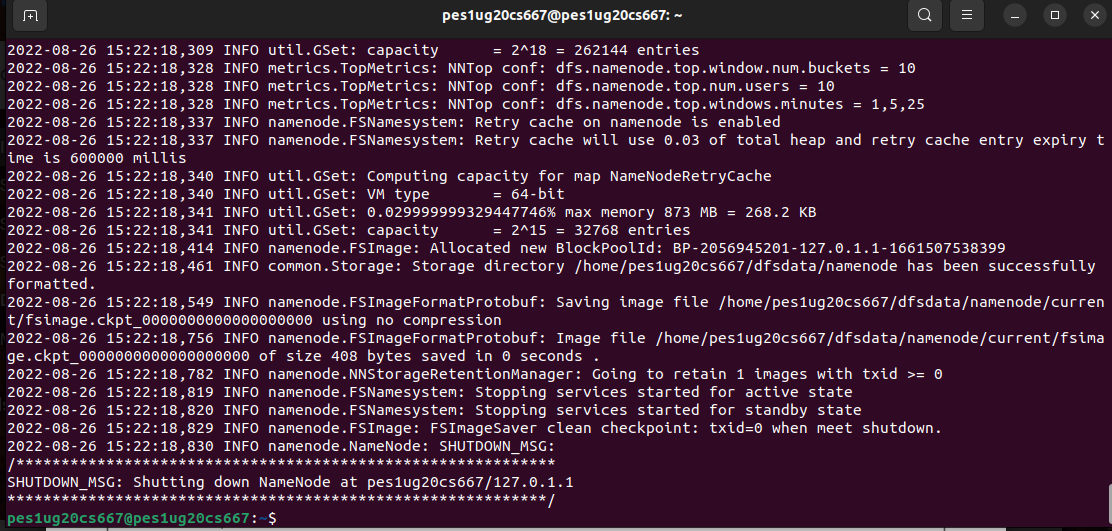 pes1ug20cs667@pes1ug20cs667: ~
2022-08-26 15:22:18,309 INFO util.GSet: capacity      = 2^18 = 262144 entries
2022-08-26 15:22:18,328 INFO metrics.TopMetrics: NNTop conf: dfs.namenode.top.window.num.buckets = 10
2022-08-26 15:22:18,328 INFO metrics.TopMetrics: NNTop conf: dfs.namenode.top.num.users = 10
2022-08-26 15:22:18,328 INFO metrics.TopMetrics: NNTop conf: dfs.namenode.top.windows.minutes = 1,5,25
2022-08-26 15:22:18,337 INFO namenode.FSNamesystem: Retry cache on namenode is enabled
2022-08-26 15:22:18,337 INFO namenode.FSNamesystem: Retry cache will use 0.03 of total heap and retry cache entry expiry t
ime is 600000 millis
2022-08-26 15:22:18,340 INFO util.GSet: Computing capacity for map NameNodeRetryCache
2022-08-26 15:22:18,340 INFO util.GSet: VM type       = 64-bit
2022-08-26 15:22:18,341 INFO util.GSet: 0.029999999329447746% max memory 873 MB = 268.2 KB
2022-08-26 15:22:18,341 INFO util.GSet: capacity      = 2^15 = 32768 entries
2022-08-26 15:22:18,414 INFO namenode.FSImage: Allocated new BlockPoolId: BP-2056945201-127.0.1.1-1661507538399
2022-08-26 15:22:18,461 INFO common.Storage: Storage directory /home/pes1ug20cs667/dfsdata/namenode has been successfully
formatted.
2022-08-26 15:22:18,549 INFO namenode.FSImageFormatProtobuf: Saving image file /home/pes1ug20cs667/dfsdata/namenode/curren
t/fsimage.ckpt_0000000000000000000 using no compression
2022-08-26 15:22:18,756 INFO namenode.FSImageFormatProtobuf: Image file /home/pes1ug20cs667/dfsdata/namenode/current/fsima
ge.ckpt_0000000000000000000 of size 408 bytes saved in 0 seconds .
2022-08-26 15:22:18,782 INFO namenode.NNStorageRetentionManager: Going to retain 1 images with txid >= 0
2022-08-26 15:22:18,819 INFO namenode.FSNamesystem: Stopping services started for active state
2022-08-26 15:22:18,820 INFO namenode.FSNamesystem: Stopping services started for standby state
2022-08-26 15:22:18,829 INFO namenode.FSImage: FSImageSaver clean checkpoint: txid=0 when meet shutdown.
2022-08-26 15:22:18,830 INFO namenode.NameNode: SHUTDOWN_MSG:
/************************************************************
SHUTDOWN_MSG: Shutting down NameNode at pes1ug20cs667/127.0.1.1
************************************************************/
pes1ug20cs667@pes1ug20cs667:~$